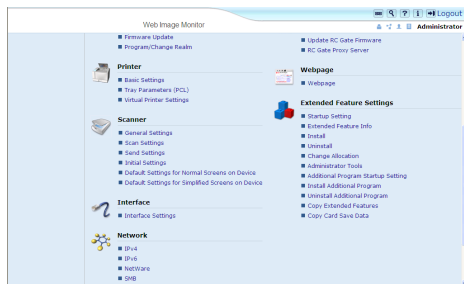 Logout
Web Image Monitor
Administrator
Firmware Update
Program/Change Realm
Printer
Basic Settings
Tray Parameters (PCL)
Virtual Printer Settings
Scanner
General Settings
Scan Settings
Send Settings
Initial Settings
Default Settings for Normal Screens on Device
Default Settings for Simplified Screens on Device
Interface
Interface Settings
Network
IPv4
IPv6
NetWare
SMB
Update RC Gate Firmware
RC Gate Proxy Server
Webpage
Webpage
Extended Feature Settings
Startup Setting
Extended Feature Info
Install
Uninstall
Change Allocation
Administrator Tools
Additional Program Startup Setting
Install Additional Program
Uninstall Additional Program
Copy Extended Features
Copy Card Save Data